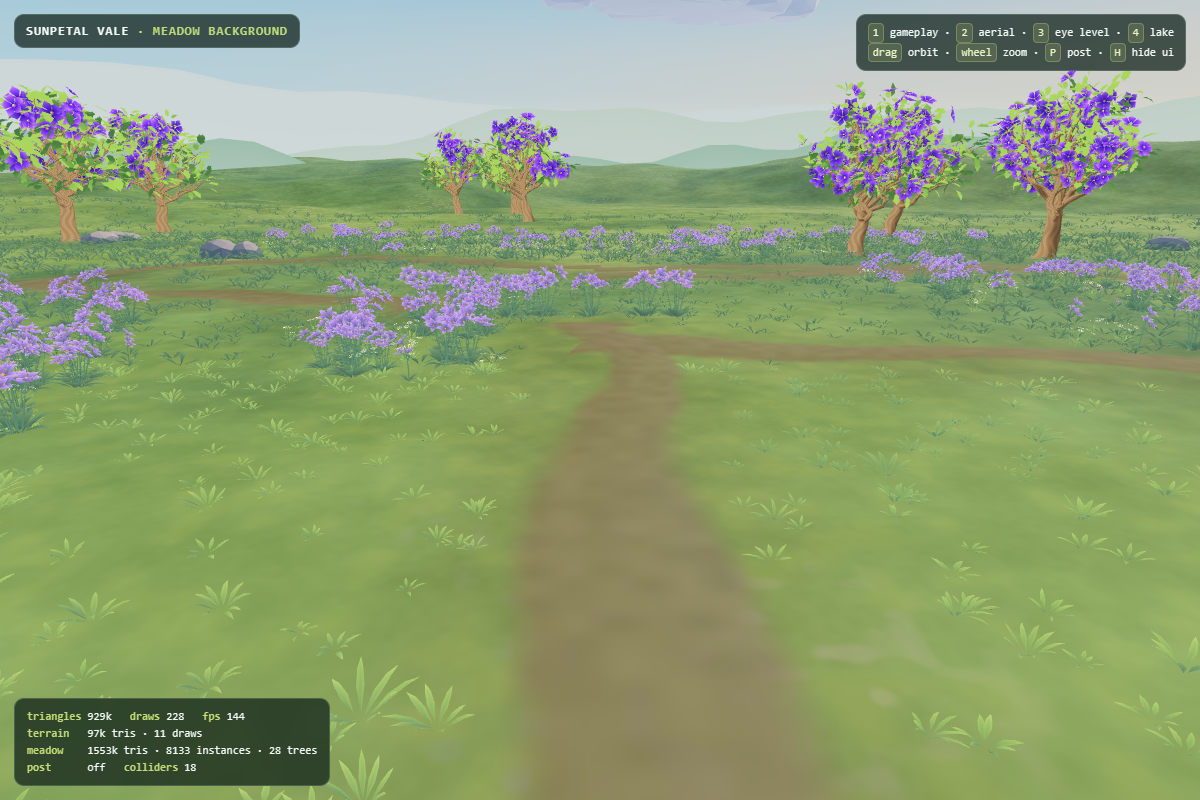 SUNPETAL VALE · MEADOW BACKGROUND
1 gameplay · 2 aerial · 3 eye level · 4 lake
drag orbit · wheel zoom · P post · H hide ui
triangles 929k draws 228 fps 144
terrain 97k tris · 11 draws
meadow 1553k tris · 8133 instances · 28 trees
post off colliders 18